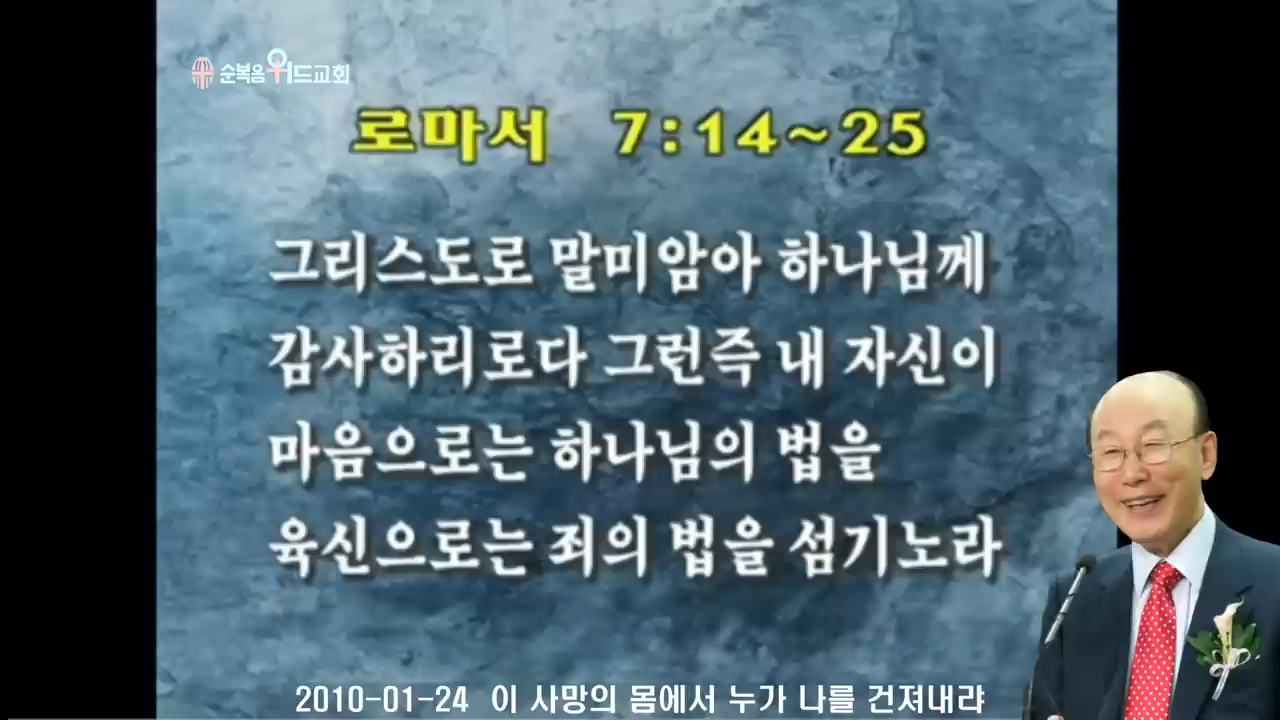 순복음워드교회
로마서 7:14~25
그리스도로 말미암아 하나님께
감사하리로다 그런즉 내 자신이
마음으로는 하나님의 법을
육신으로는 죄의 법을 섬기노라
2010-01-24 이 사망의 몸에서 누가 나를 건져내랴